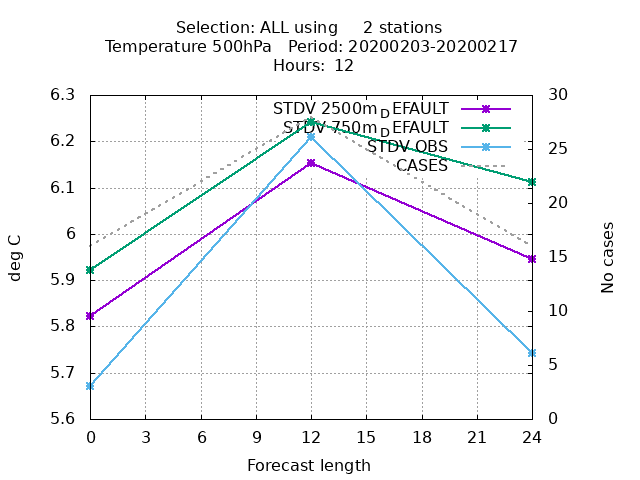 Selection: ALL using     2 stations
Temperature 500hPa   Period: 20200203-20200217
Hours: 12
6.3
6.2
6.1
6
5.9
5.8
5.7
5.6
deg C
STDV 2500mDEFAULT
STDV 750mDEFAULT
STDV OBS
CASES
30
25
20
15
10
5
0
No cases
0 3 6 9 12 15 18 21 24
Forecast length